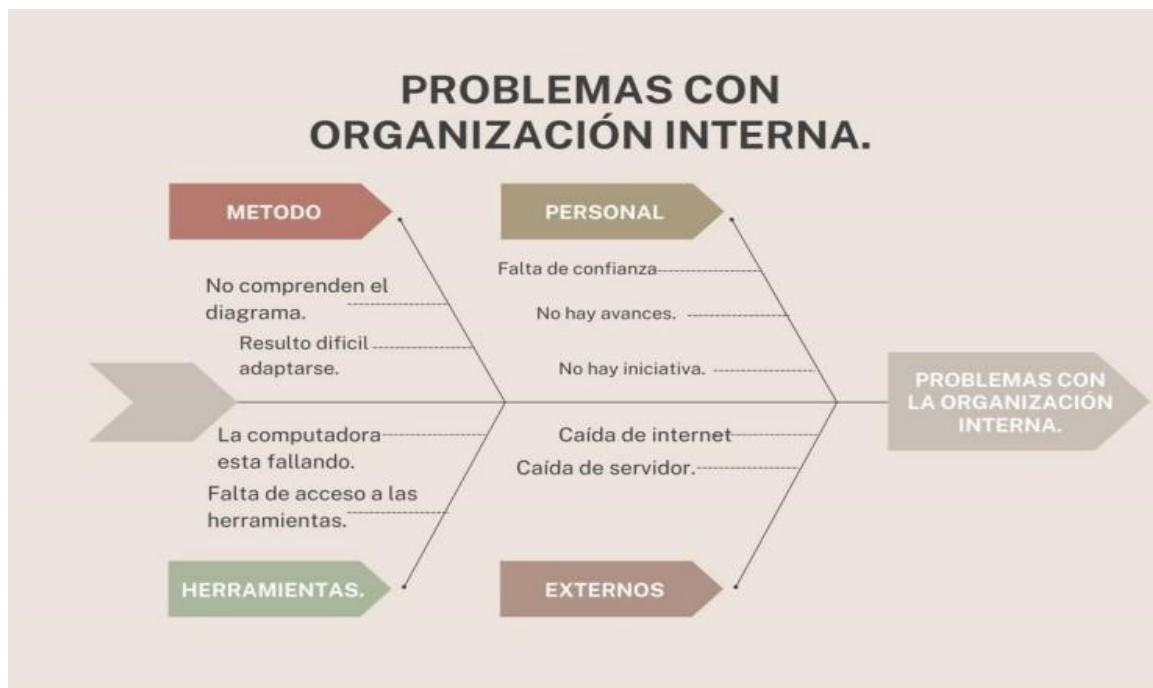 PROBLEMAS CON
ORGANIZACIÓN INTERNA.
METODO
No comprenden el
diagrama.
Resulto dificil
adaptarse.
PERSONAL
Falta de confianza
No hay avances.
No hay iniciativa.
PROBLEMAS CON
LA ORGANIZACIÓN
INTERNA.
La computadora
esta fallando.
Falta de acceso a las
herramientas.
HERRAMIENTAS.
Caída de internet
Caída de servidor.
EXTERNOS